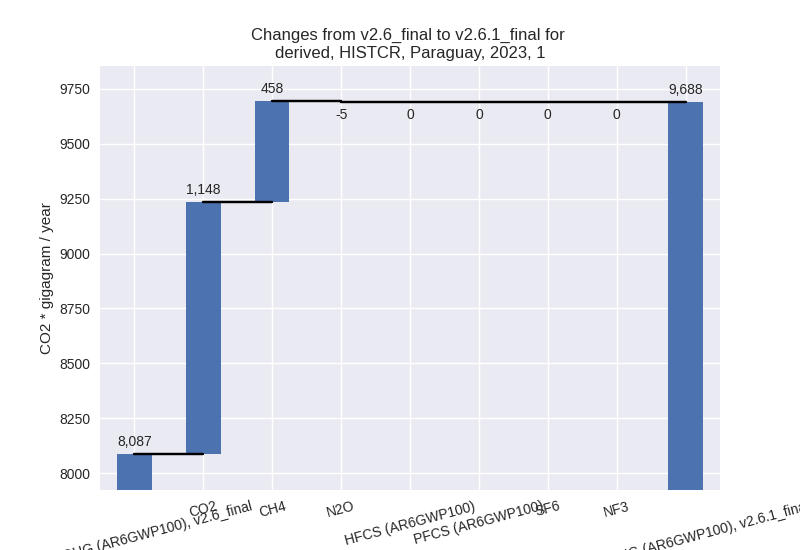 Changes from v2.6_final to v2.6.1_final for
derived, HISTCR, Paraguay, 2023, 1
CO2 * gigagram / year
9750
9500
9250
9000
8750
8500
8250
8000
8,087
1,148
458
-5
0
0
0
0
9,688
(AR6GWP100), v2.6_final
CO2
CH4
N2O
HFCS (AR6GWP100)
PFCS (AR6GWP100)
SF6
NF3
(AR6GWP100), v2.6.1_fina